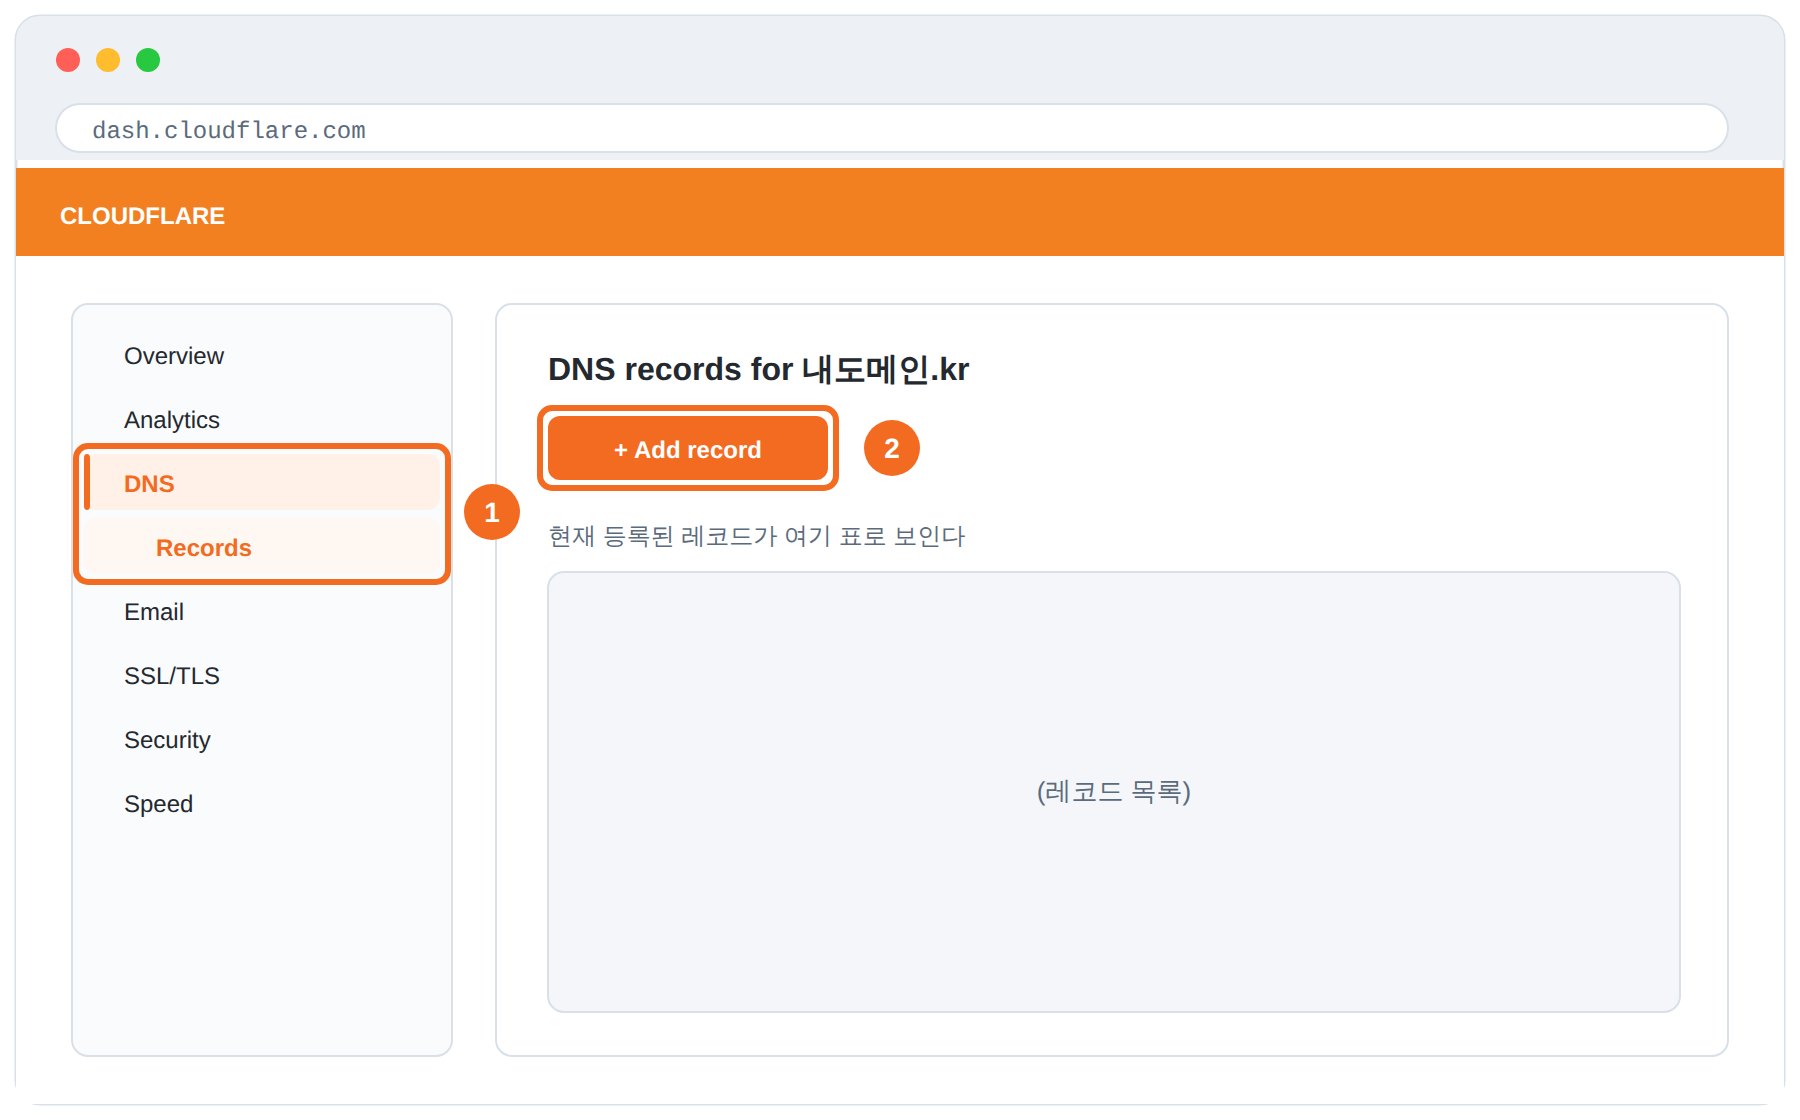 dash.cloudflare.com
CLOUDFLARE
Overview
Analytics
DNS
Records
Email
SSL/TLS
Security
Speed
1
DNS records for 내도메인.kr
+ Add record
2
현재 등록된 레코드가 여기 표로 보인다
(레코드 목록)